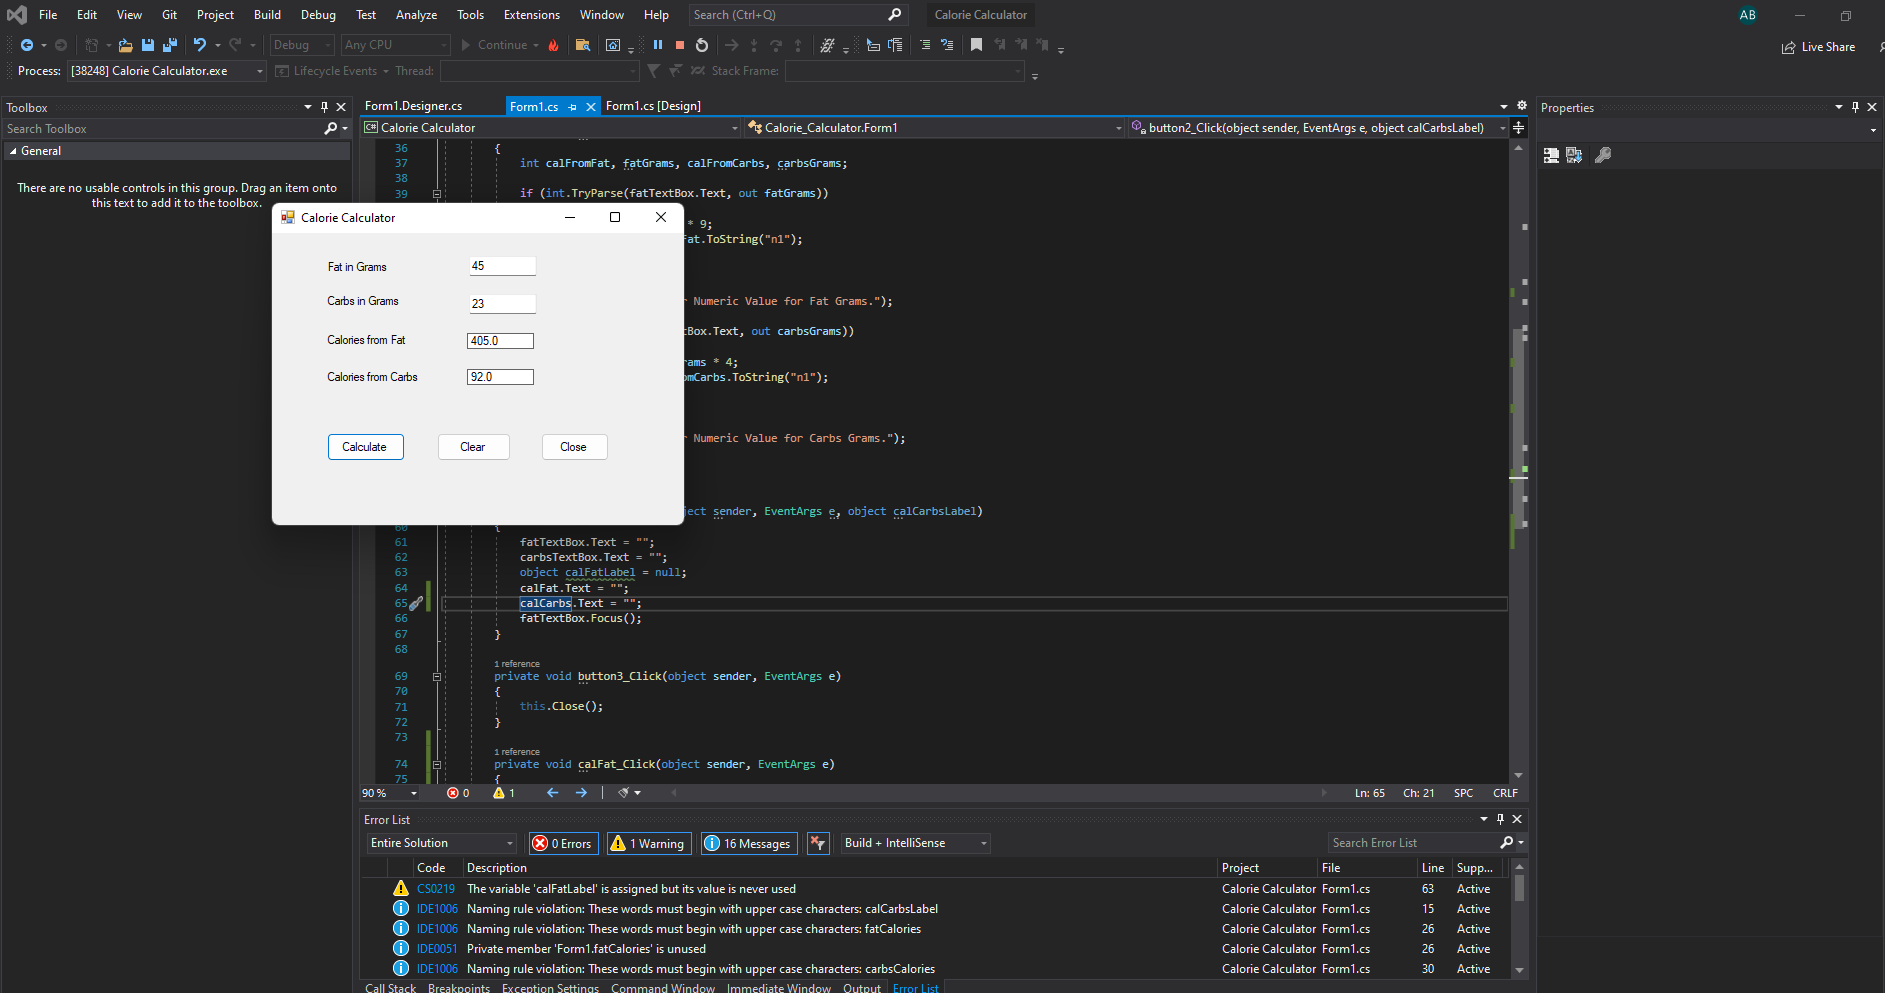 File Edit View Git Project Build Debug Test Analyze Tools Extensions Window Help Search (Ctrl+Q) Calorie Calculator AB
Debug Any CPU Continue Live Share
Process: [38248] Calorie Calculator.exe Lifecycle Events Thread: Stack Frame:
Toolbox
Search Toolbox
General
There are no usable controls in this group. Drag an item onto
this text to add it to the toolbox.
Form1.Designer.cs Form1.cs Form1.cs [Design]
C# Calorie Calculator Calorie_Calculator.Form1 button2_Click(object sender, EventArgs e, object calCarbsLabel)
36 {
37 int calFromFat, fatGrams, calFromCarbs, carbsGrams;
38
39 if (int.TryParse(fatTextBox.Text, out fatGrams))
* 9;
Fat.ToString("n1");
r Numeric Value for Fat Grams.");
tBox.Text, out carbsGrams))
rams * 4;
omCarbs.ToString("n1");
r Numeric Value for Carbs Grams.");
ject sender, EventArgs e, object calCarbsLabel)
60 {
61 fatTextBox.Text = "";
62 carbsTextBox.Text = "";
63 object calFatLabel = null;
64 calFat.Text = "";
65 calCarbs.Text = "";
66 fatTextBox.Focus();
67 }
68
1 reference
69 private void button3_Click(object sender, EventArgs e)
70 {
71 this.Close();
72 }
73
1 reference
74 private void calFat_Click(object sender, EventArgs e)
75 {
90 % 0 1 Ln: 65 Ch: 21 SPC CRLF
Calorie Calculator
Fat in Grams 45
Carbs in Grams 23
Calories from Fat 405.0
Calories from Carbs 92.0
Calculate Clear Close
Properties
Error List
Entire Solution 0 Errors 1 Warning 16 Messages Build + IntelliSense Search Error List
Code Description Project File Line Supp...
CS0219 The variable 'calFatLabel' is assigned but its value is never used Calorie Calculator Form1.cs 63 Active
IDE1006 Naming rule violation: These words must begin with upper case characters: calCarbsLabel Calorie Calculator Form1.cs 15 Active
IDE1006 Naming rule violation: These words must begin with upper case characters: fatCalories Calorie Calculator Form1.cs 26 Active
IDE0051 Private member 'Form1.fatCalories' is unused Calorie Calculator Form1.cs 26 Active
IDE1006 Naming rule violation: These words must begin with upper case characters: carbsCalories Calorie Calculator Form1.cs 30 Active
Call Stack Breakpoints Exception Settings Command Window Immediate Window Output Error List